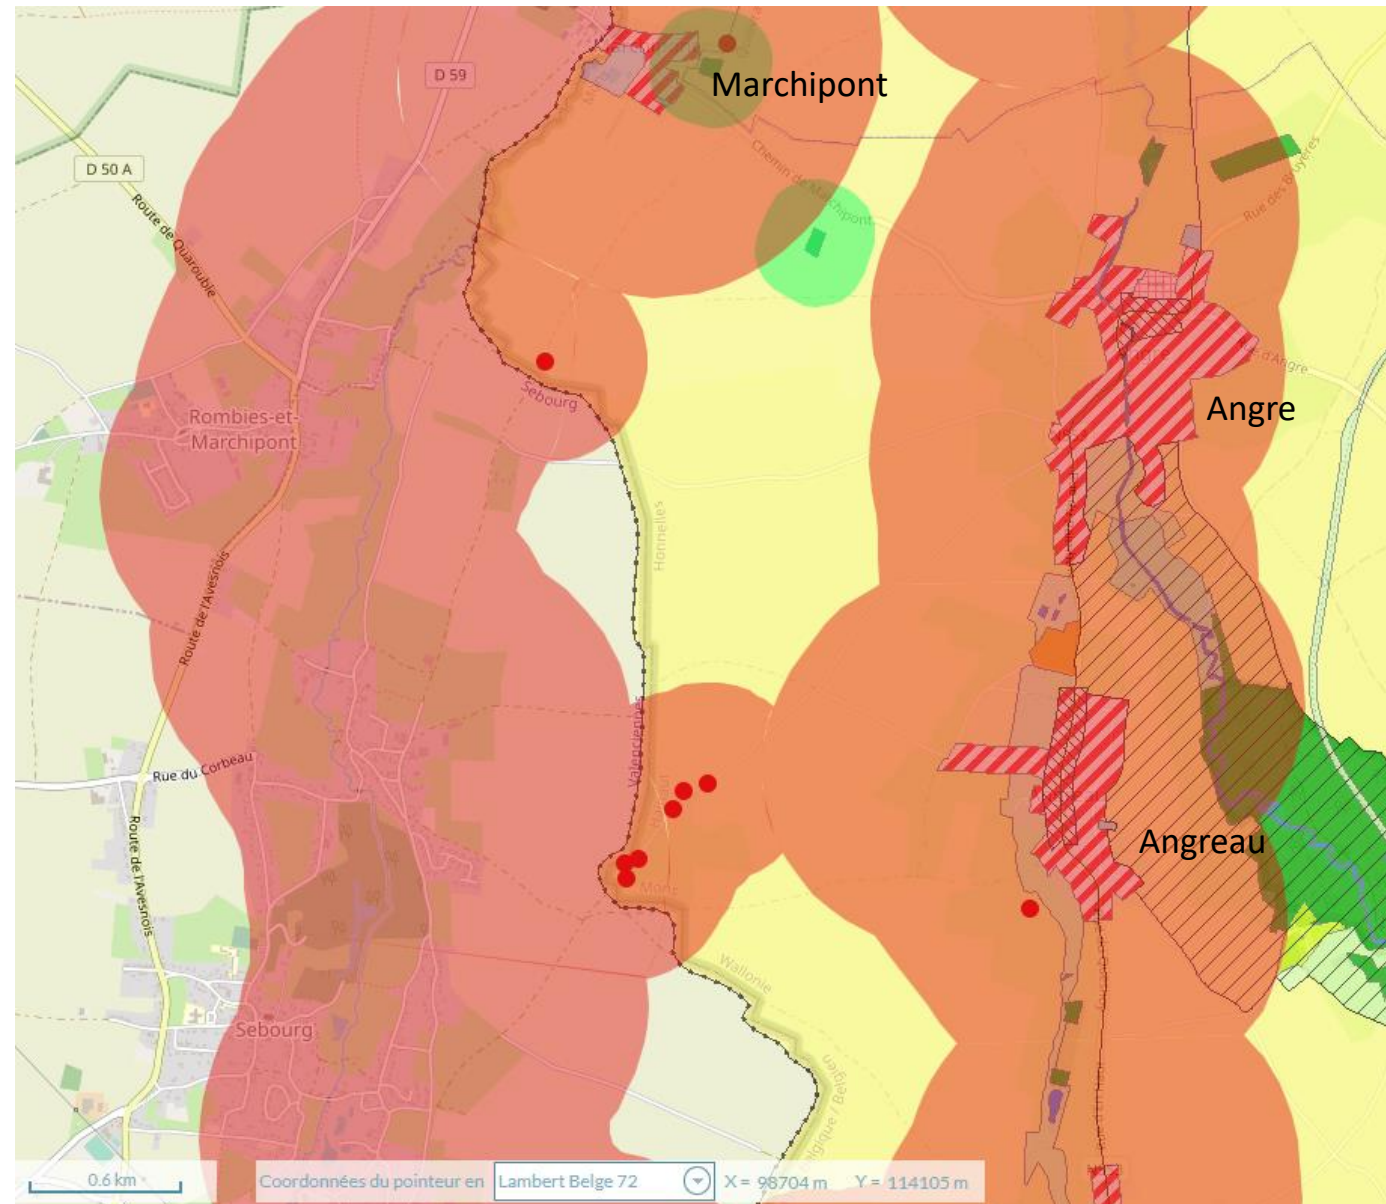 D 59
Marchipont
D 50 A
Chemin de Marchipont
Rue des Bruyères
Route de Quarouble
Sebourg
Rombies-et-
Marchipont
Angre
Honnelles
Route de l'Avesnois
Valenciennes
Rue du Corbeau
Route de l'Avesnois
Angreau
Mons
Wallonie
Sebourg
Belgique / Belgien
0.6 km
Coordonnées du pointeur en
Lambert Belge 72
X = 98704 m
Y = 114105 m